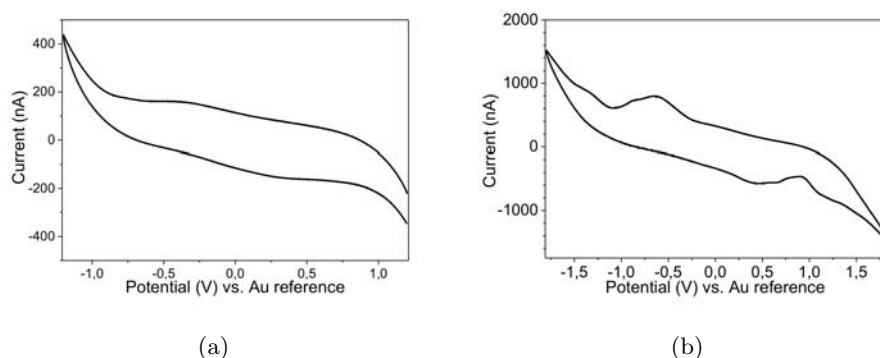 400
200
0
-200
-400
Current (nA)
-1,0 -0,5 0,0 0,5 1,0
Potential (V) vs. Au reference
(a)
2000
1000
0
-1000
Current (nA)
-1,5 -1,0 -0,5 0,0 0,5 1,0 1,5
Potential (V) vs. Au reference
(b)